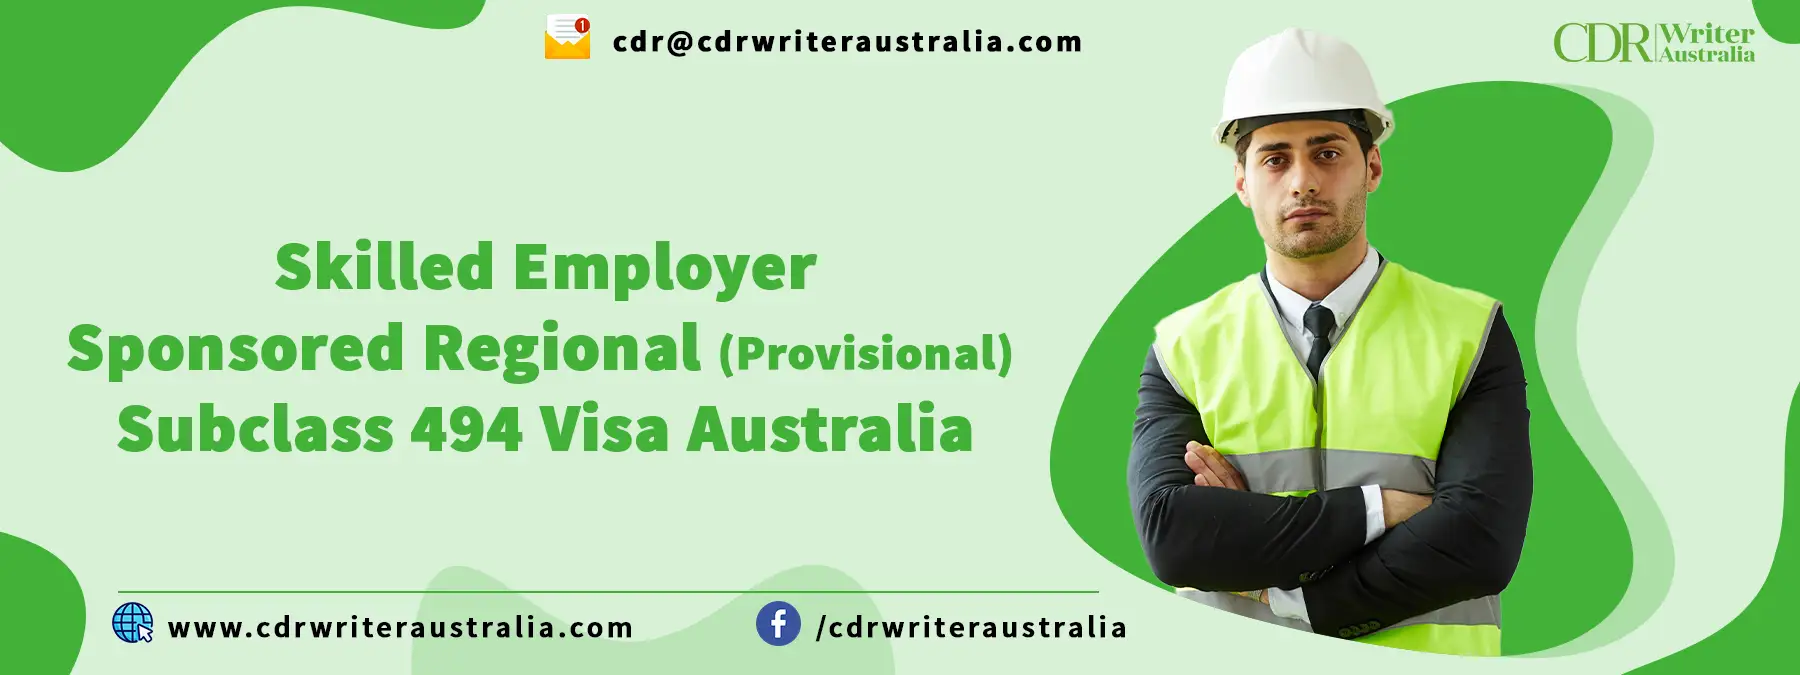 1
cdr@cdrwriteraustralia.com
CDR Writer
Australia
Skilled Employer
Sponsored Regional (Provisional)
Subclass 494 Visa Australia
www.cdrwriteraustralia.com
f /cdrwriteraustralia